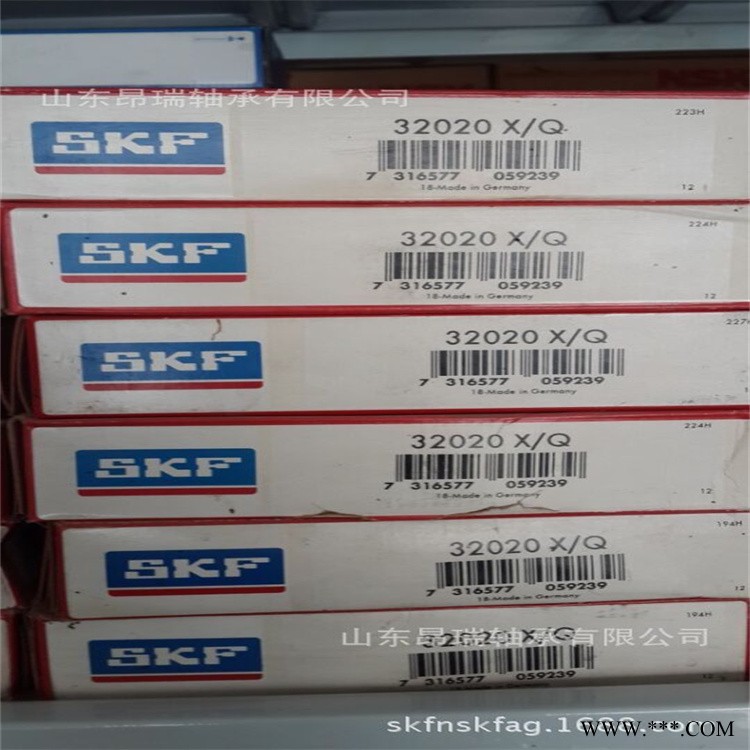 山东昂瑞轴承有限公司
SKF
32020 X/Q
223H
7 316577 059239
18-Made in Germany
12
SKF
32020 X/Q
224H
7 316577 059239
18-Made in Germany
12
SKF
32020 X/Q
7 316577 059239
18-Made in Germany
SKF
32020 X/Q
224H
7 316577 059239
18-Made in Germany
12
SKF
32020 X/Q
194H
7 316577 059239
18-Made in Germany
12
SKF
32020 X/Q
194H
山东昂瑞轴承有限公司
7 316577 059239
12
www.***.COM